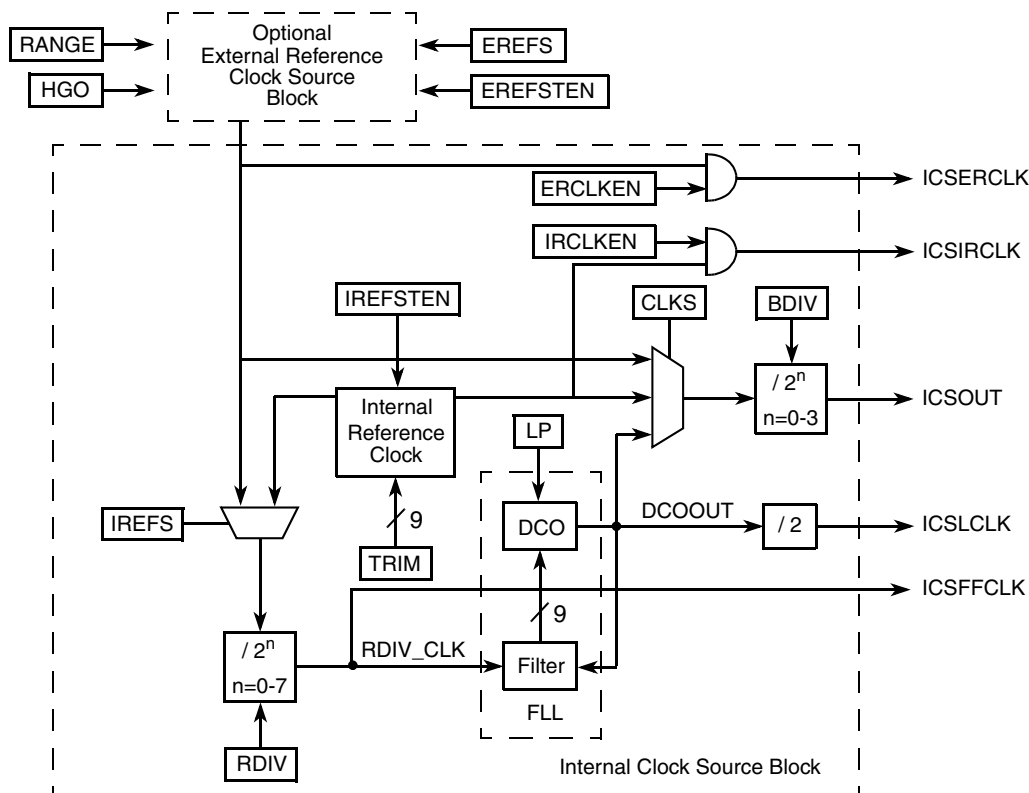 RANGE
HGO
Optional
External Reference
Clock Source
Block
EREFS
EREFSTEN
ERCLKEN
ICSERCLK
IRCLKEN
ICSIRCLK
IREFSTEN
CLKS
BDIV
Internal
Reference
Clock
/ 2ⁿ
n=0-3
ICSOUT
LP
IREFS
9
TRIM
DCO
DCOOUT
/ 2
ICSLCLK
ICSFFCLK
9
/ 2ⁿ
n=0-7
RDIV_CLK
Filter
FLL
RDIV
Internal Clock Source Block